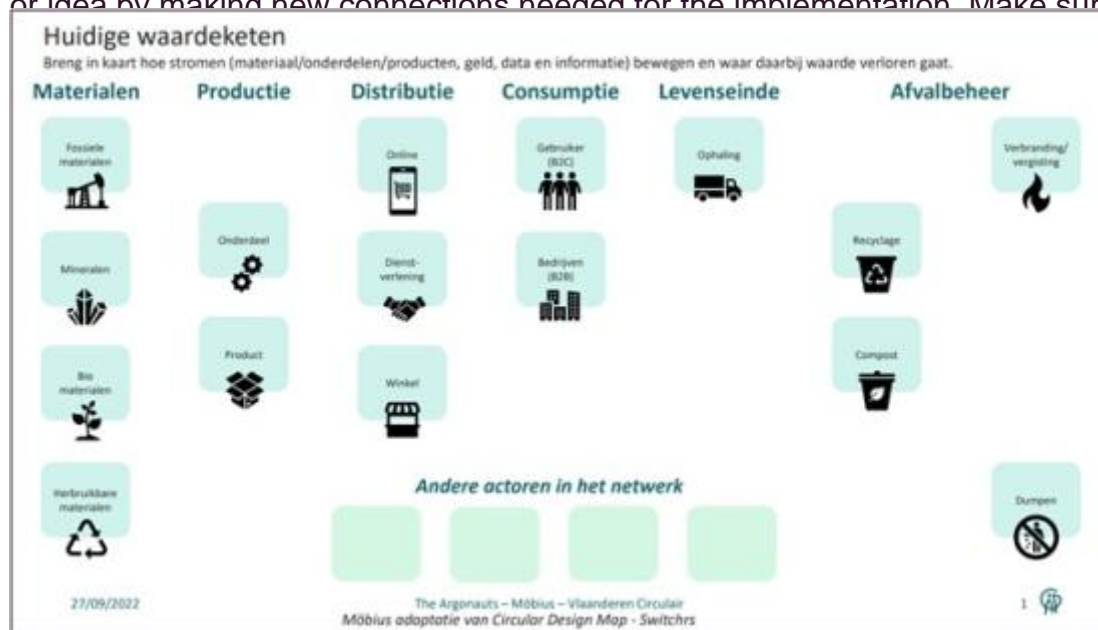 or idea by making new connections needed for the implementation. Make sur
Huidige waardeketen
Breng in kaart hoe stromen (materiaal/onderdelen/producten, geld, data en informatie) bewegen en waar daarbij waarde verloren gaat.
Materialen Productie Distributie Consumptie Levenseinde Afvalbeheer
Fossiele
materialen
Online
Gebruiker
(B2C)
Ophaling
Verbranding/
vergisting
Onderdeel
Recyclage
Mineralen
Dienst-
verlening
Bedrijven
(B2B)
Product
Compost
Bio
materialen
Winkel
Herbruikbare
materialen
Andere actoren in het netwerk
Dumpen
27/09/2022
The Argonauts – Möbius – Vlaanderen Circulair
1
Möbius adaptatie van Circular Design Map - Switchrs